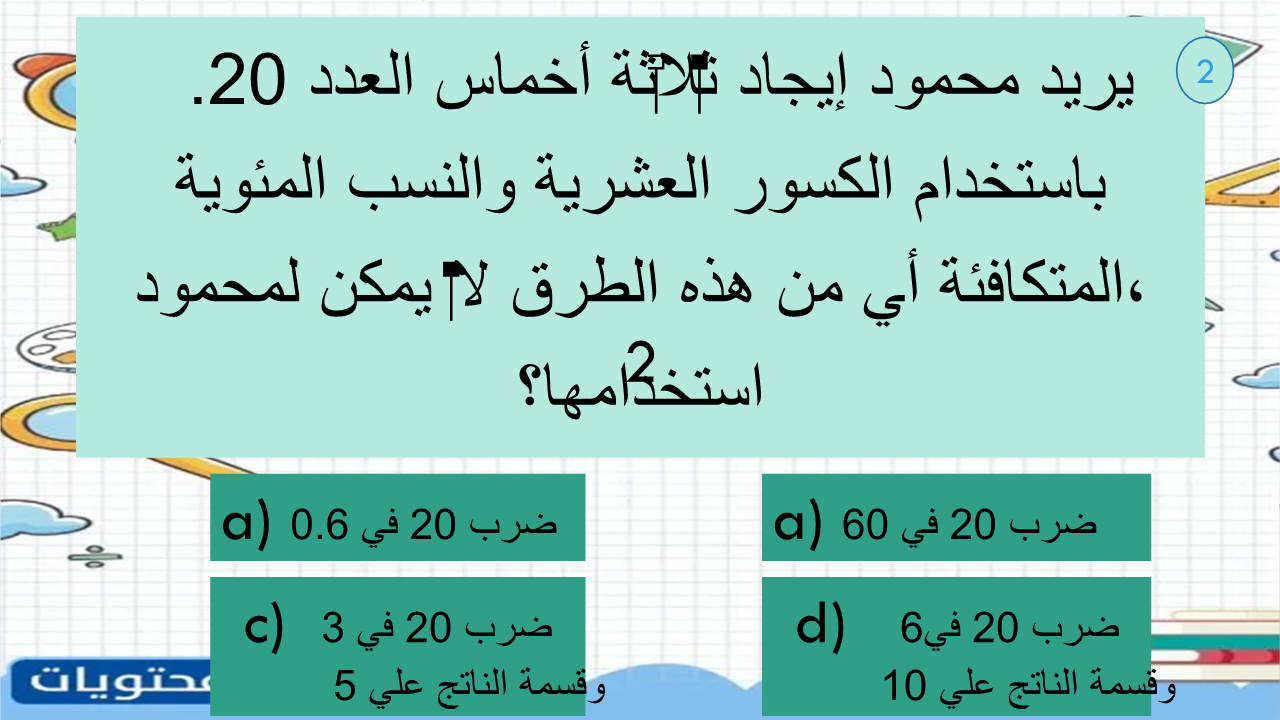 2
يريد محمود إيجاد ثلاثة أخماس العدد 20.
باستخدام الكسور العشرية والنسب المئوية
المتكافئة أي من هذه الطرق لا يمكن لمحمود،
استخدامها؟
2
a) ضرب 20 في 0.6
a) ضرب 20 في 60
c) ضرب 20 في 3
وقسمة الناتج علي 5
d) ضرب 20 في6
وقسمة الناتج علي 10